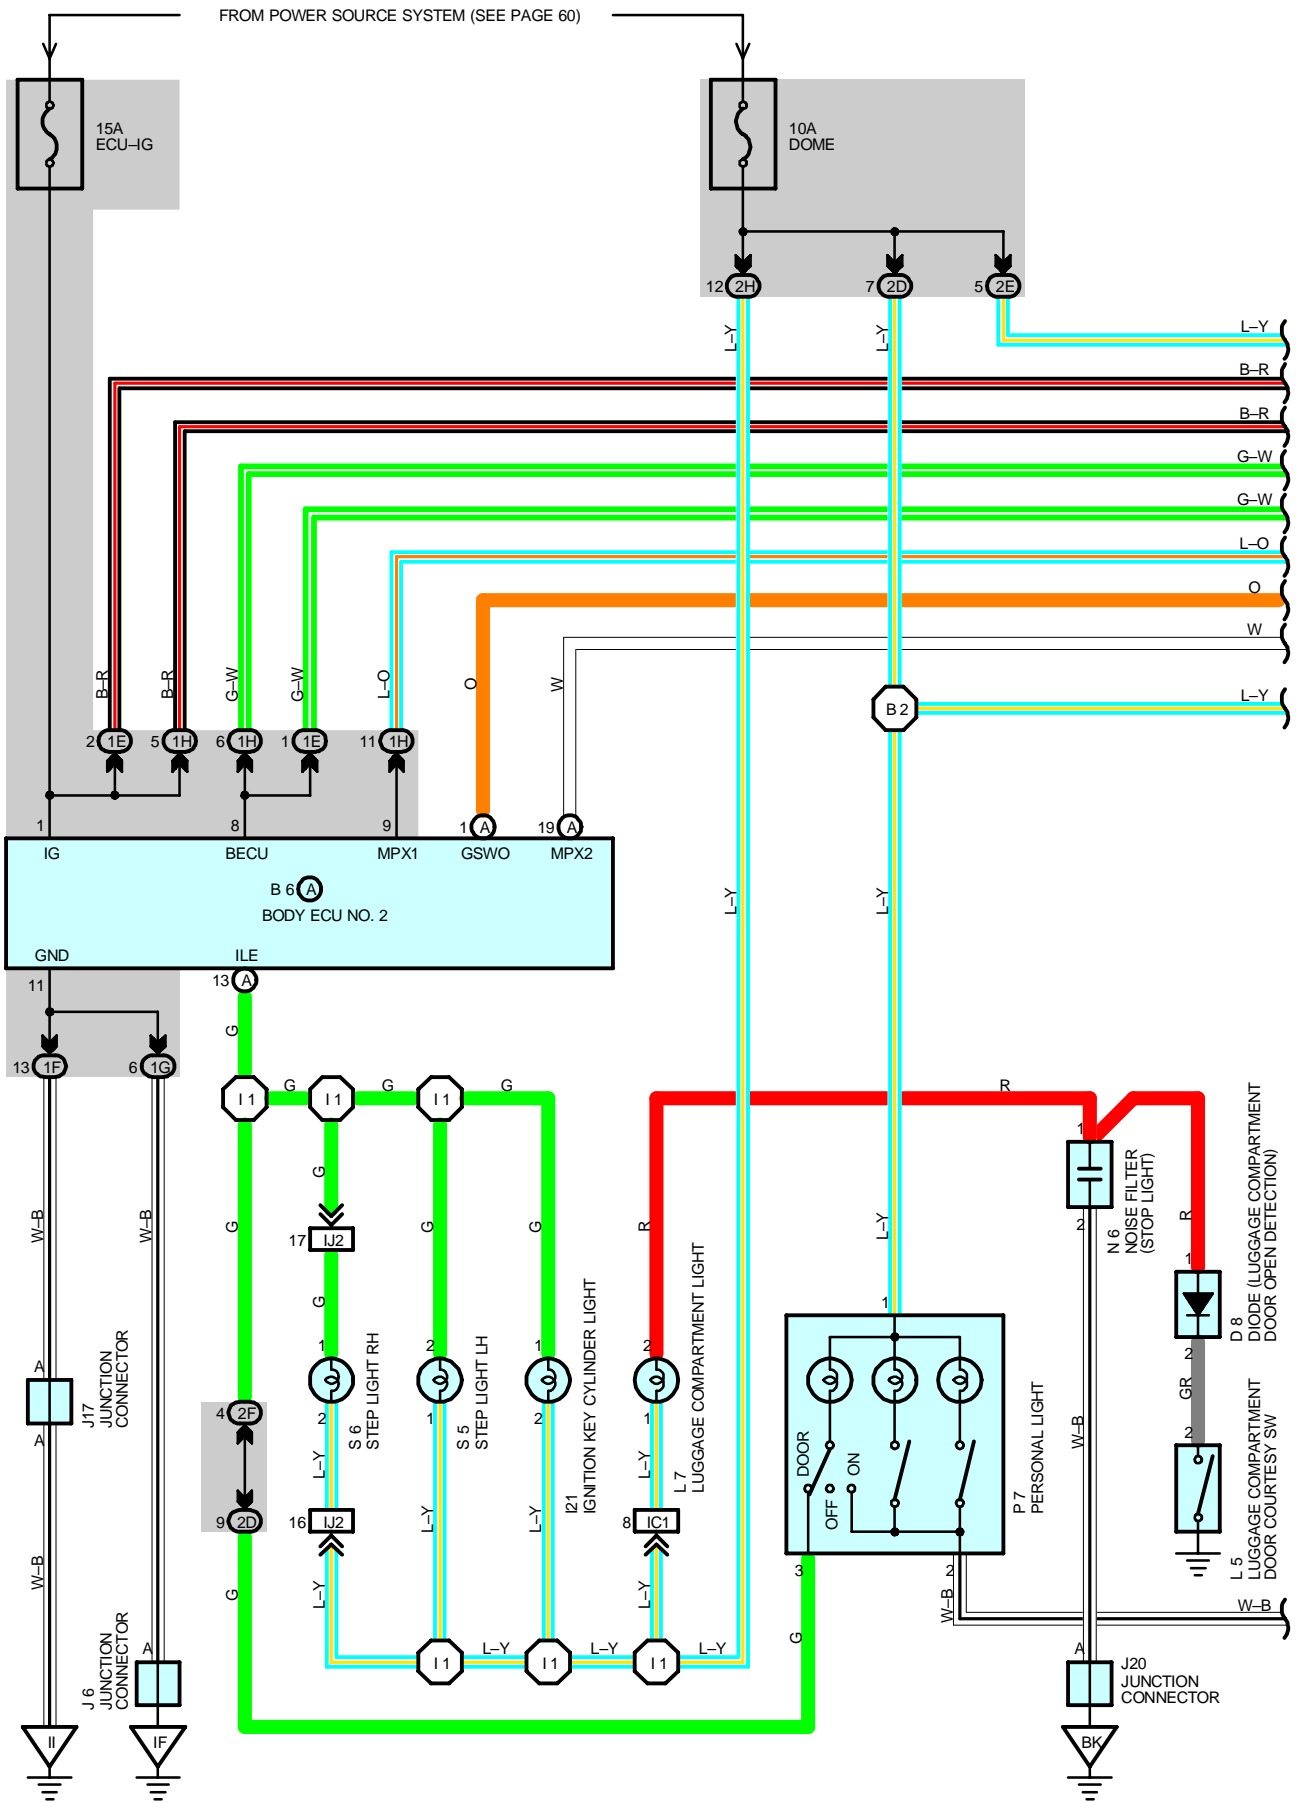 FROM POWER SOURCE SYSTEM (SEE PAGE 60)
15A
ECU–IG
10A
DOME
12 2H
7 2D
5 2E
L–Y
L–Y
L–Y
B–R
B–R
G–W
G–W
L–O
O
W
L–Y
B–R
B–R
G–W
G–W
L–O
O
W
B 2
2 1E
5 1H
6 1H
1 1E
11 1H
1
8
9
1 A
19 A
IG
BECU
MPX1
GSWO
MPX2
B 6 A
BODY ECU NO. 2
L–Y
L–Y
GND
ILE
11
13 A
G
13 1F
6 1G
I 1
G
I 1
G
I 1
G
R
1
W–B
W–B
G
G
17 IJ2
G
G
G
R
L–Y
2
N 6
NOISE FILTER
(STOP LIGHT)
R
1
D 8
DIODE (LUGGAGE COMPARTMENT
DOOR OPEN DETECTION)
2
GR
2
L 5
LUGGAGE COMPARTMENT
DOOR COURTESY SW
A
J17
JUNCTION
CONNECTOR
A
4 2F
9 2D
1
2
S 6
STEP LIGHT RH
2
1
S 5
STEP LIGHT LH
1
2
I21
IGNITION KEY CYLINDER LIGHT
2
1
L 7
LUGGAGE COMPARTMENT LIGHT
1
DOOR
OFF
ON
P 7
PERSONAL LIGHT
3
2
W–B
L–Y
L–Y
L–Y
L–Y
16 IJ2
8 IC1
L–Y
L–Y
W–B
G
G
W–B
W–B
I 1
L–Y
I 1
L–Y
I 1
L–Y
J 6
JUNCTION
CONNECTOR
A
A
J20
JUNCTION
CONNECTOR
II
IF
BK